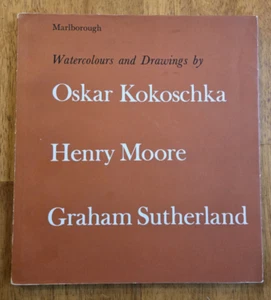 Marlborough
Watercolours and Drawings by
Oskar Kokoschka
Henry Moore
Graham Sutherland